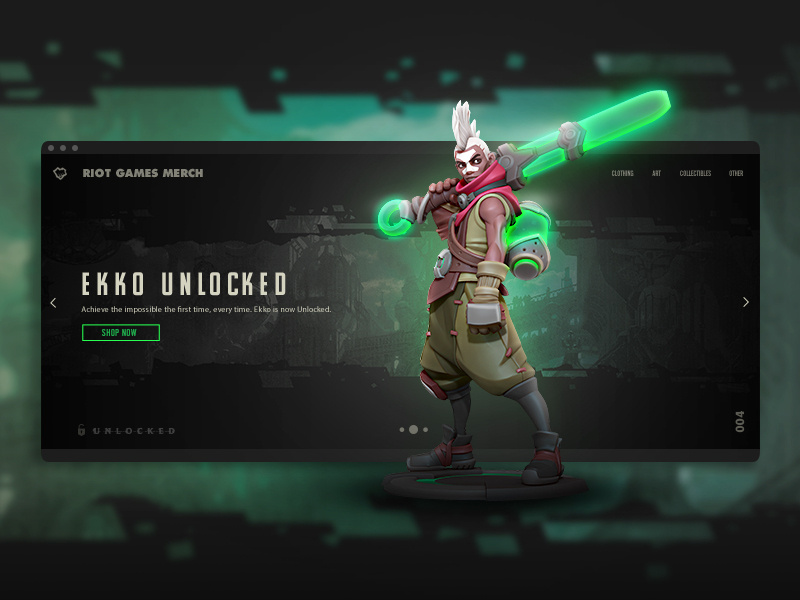 RIOT GAMES MERCH
CLOTHING ART COLLECTIBLES OTHER
EKKO UNLOCKED
Achieve the impossible the first time, every time. Ekko is now Unlocked.
SHOP NOW
UNLOCKED
004